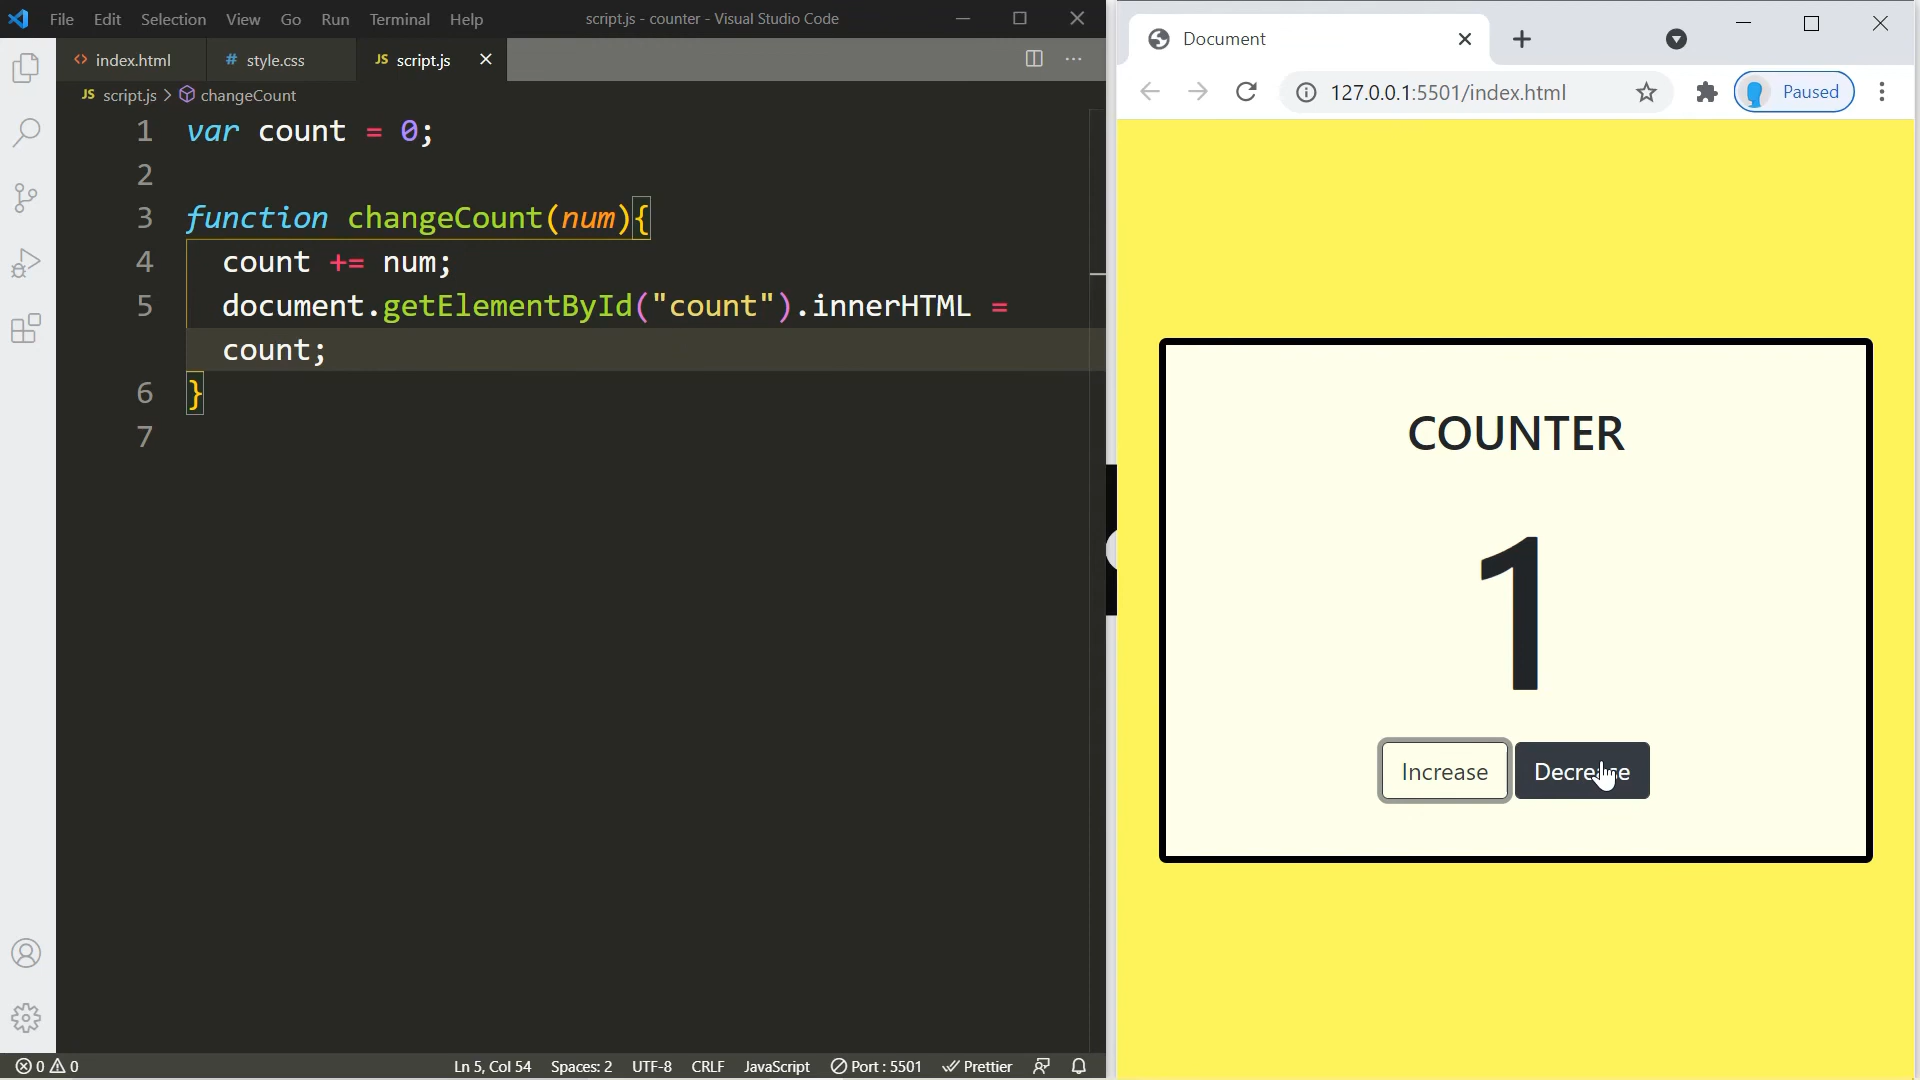 File Edit Selection View Go Run Terminal Help script.js - counter - Visual Studio Code
<> index.html # style.css JS script.js
JS script.js > changeCount
1 var count = 0;
2
3 function changeCount(num){
4 count += num;
5 document.getElementById("count").innerHTML =
count;
6 }
7
0 0 Ln 5, Col 54 Spaces: 2 UTF-8 CRLF JavaScript Port : 5501 Prettier
Document
127.0.0.1:5501/index.html Paused
COUNTER
1
Increase Decrease